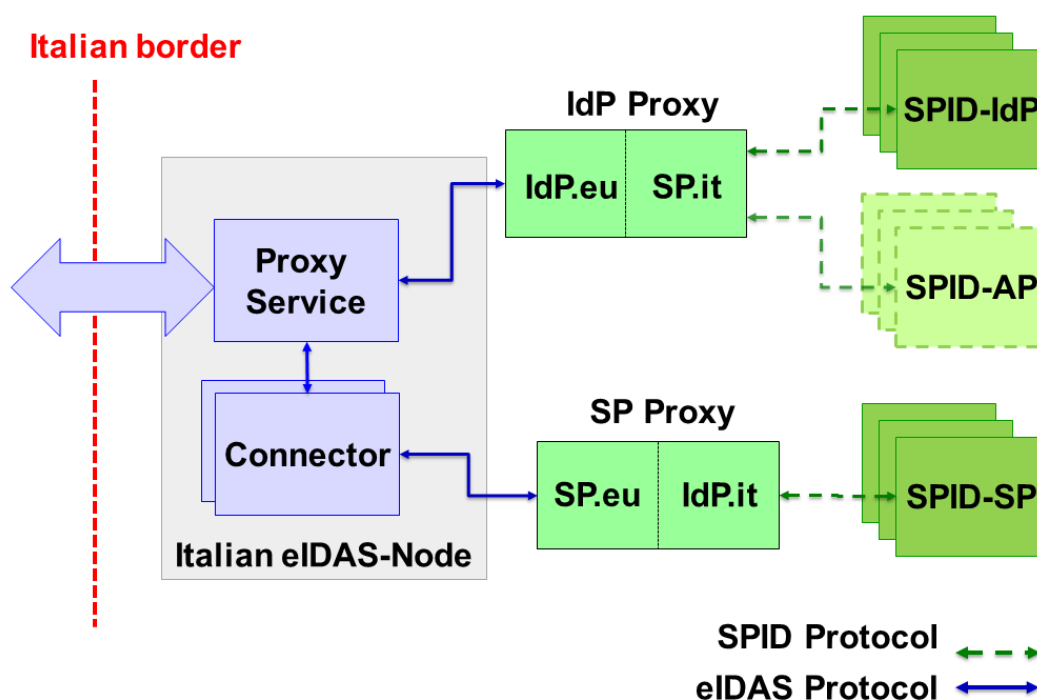 Italian border
IdP Proxy
SPID-IdP
IdP.eu
SP.it
Proxy
Service
SPID-AP
SP Proxy
Connector
SP.eu
IdP.it
SPID-SP
Italian eIDAS-Node
SPID Protocol
eIDAS Protocol